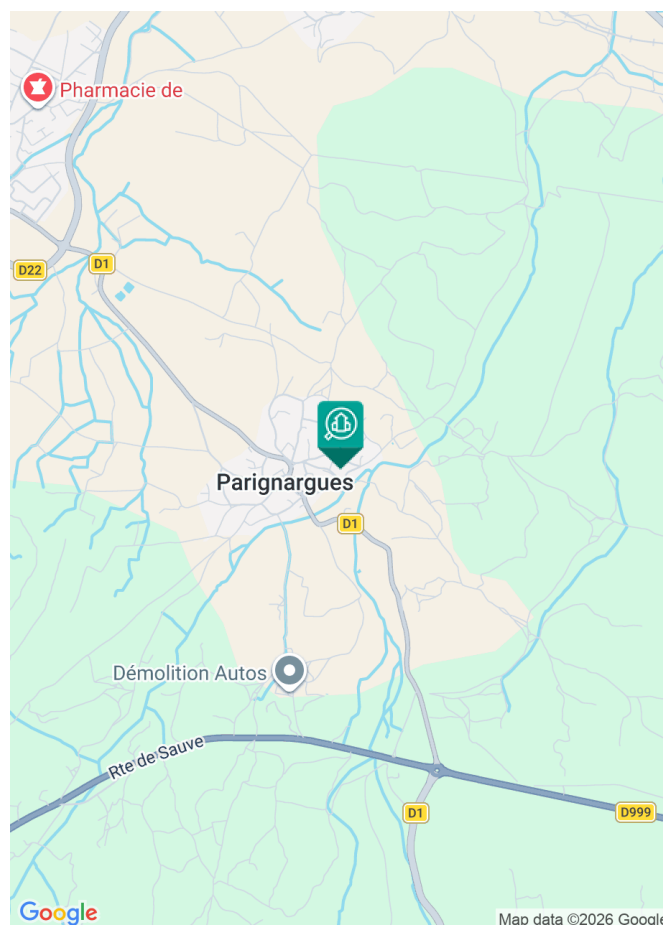 Pharmacie de
D22
D1
Parignargues
D1
Démolition Autos
Rte de Sauve
D1
D999
Google
Map data ©2026 Google